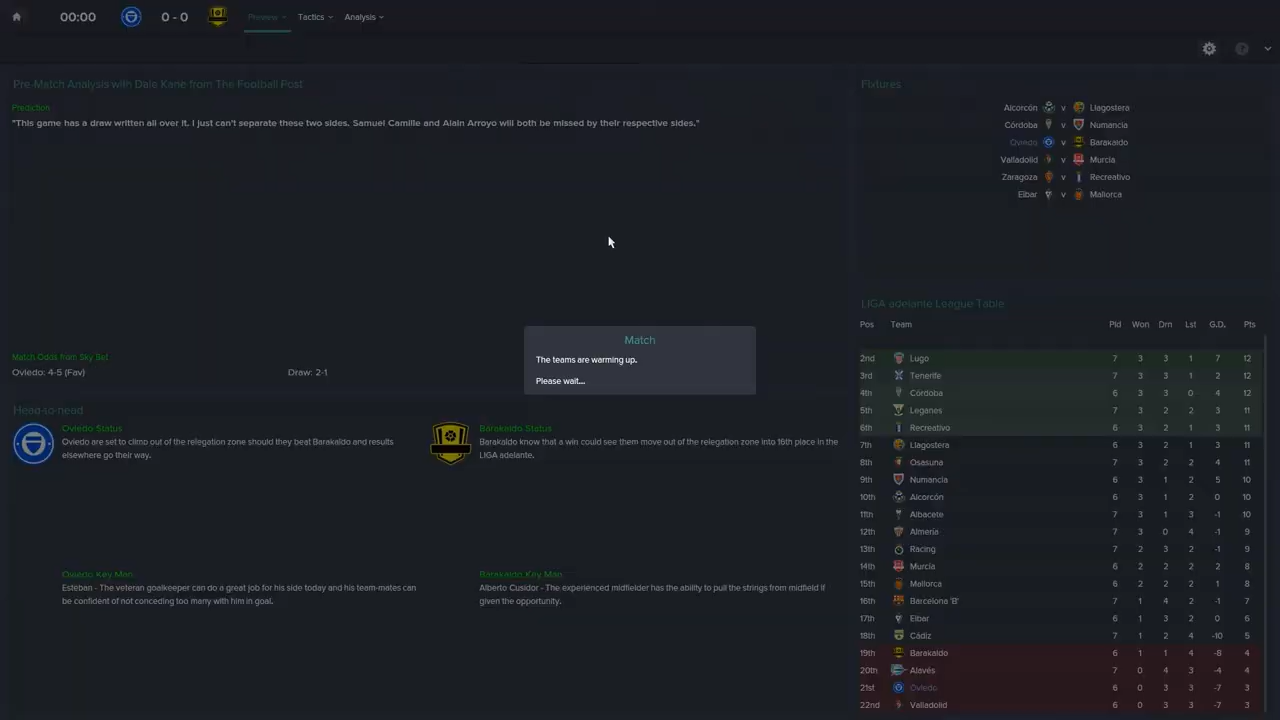 00:00 0 - 0 Preview Tactics Analysis
Pre-Match Analysis with Dale Kane from The Football Post
Prediction
"This game has a draw written all over it. I just can't separate these two sides. Samuel Camille and Alain Arroyo will both be missed by their respective sides."
Match Odds from Sky Bet
Oviedo: 4-5 (Fav) Draw: 2-1
Head-to-head
Oviedo Status
Oviedo are set to climb out of the relegation zone should they beat Barakaldo and results
elsewhere go their way.
Barakaldo Status
Barakaldo know that a win could see them move out of the relegation zone into 16th place in the
LIGA adelante.
Oviedo Key Man
Esteban - The veteran goalkeeper can do a great job for his side today and his team-mates can
be confident of not conceding too many with him in goal.
Barakaldo Key Man
Alberto Cusidor - The experienced midfielder has the ability to pull the strings from midfield if
given the opportunity.
Match
The teams are warming up.
Please wait...
Fixtures
Alcorcón v Llagostera
Córdoba v Numancia
Oviedo v Barakaldo
Valladolid v Murcia
Zaragoza v Recreativo
Eibar v Mallorca
LIGA adelante League Table
Pos Team Pld Won Drn Lst G.D. Pts
2nd Lugo 7 3 3 1 7 12
3rd Tenerife 7 3 3 1 2 12
4th Córdoba 6 3 3 0 4 12
5th Leganes 7 3 2 2 3 11
6th Recreativo 6 3 2 1 3 11
7th Llagostera 6 3 2 1 3 11
8th Osasuna 7 3 2 2 4 11
9th Numancia 6 3 1 2 5 10
10th Alcorcón 6 3 1 2 0 10
11th Albacete 7 3 1 3 -1 10
12th Almería 7 3 0 4 -1 9
13th Racing 7 2 3 2 -1 9
14th Murcia 6 2 2 2 2 8
15th Mallorca 6 2 2 2 1 8
16th Barcelona 'B' 7 1 4 2 -1 7
17th Eibar 6 1 3 2 0 6
18th Cádiz 7 1 2 4 -10 5
19th Barakaldo 6 1 1 4 -8 4
20th Alavés 7 0 4 3 -4 4
21st Oviedo 6 0 3 3 -7 3
22nd Valladolid 6 0 3 3 -7 3